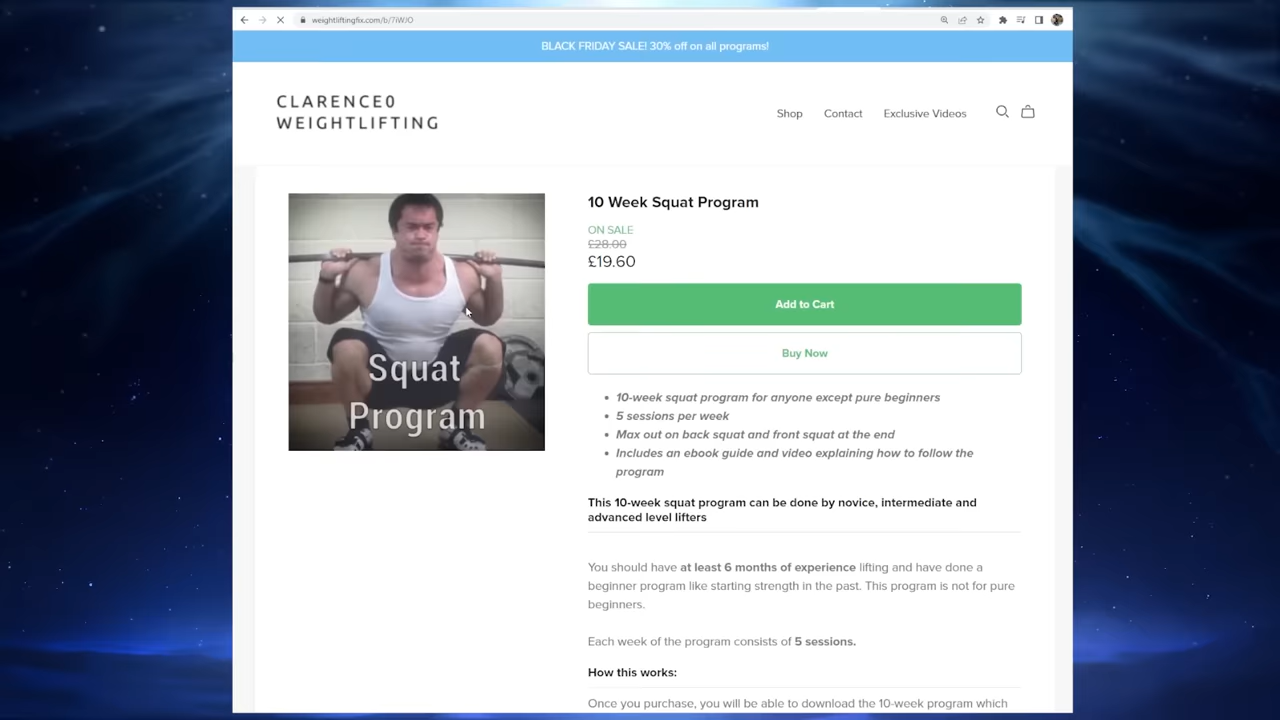 weightliftingfix.com/b/7iWJO
BLACK FRIDAY SALE! 30% off on all programs!
CLARENCE0
WEIGHTLIFTING
Shop Contact Exclusive Videos
Squat
Program
10 Week Squat Program
ON SALE
£28.00
£19.60
Add to Cart
Buy Now
• 10-week squat program for anyone except pure beginners
• 5 sessions per week
• Max out on back squat and front squat at the end
• Includes an ebook guide and video explaining how to follow the
program
This 10-week squat program can be done by novice, intermediate and
advanced level lifters
You should have at least 6 months of experience lifting and have done a
beginner program like starting strength in the past. This program is not for pure
beginners.
Each week of the program consists of 5 sessions.
How this works:
Once you purchase, you will be able to download the 10-week program which